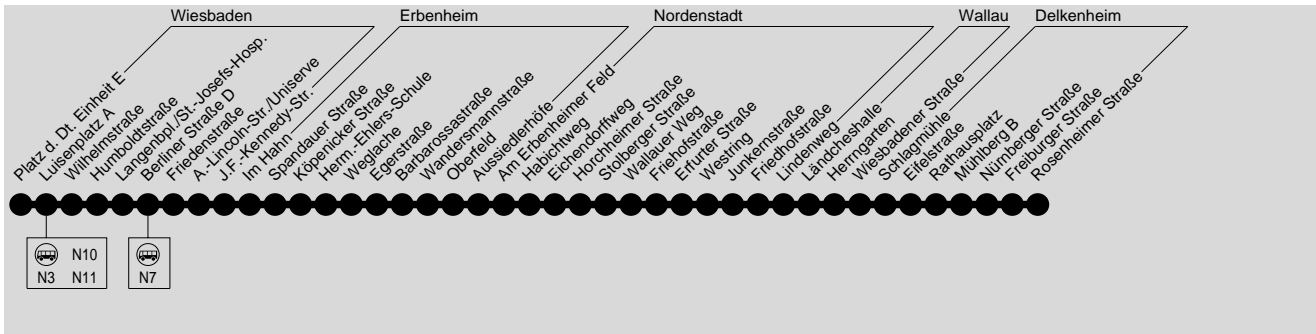 Wiesbaden
Erbenheim
Nordenstadt
Wallau
Delkenheim
Platz d. Dt. Einheit E
Luisenplatz A
Wilhelmstraße
Humboldtstraße
Langenbpl./St.-Josefs-Hosp.
Berliner Straße D
Friedenstraße
A.-Lincoln-Str./Uniserve
J.F.-Kennedy-Str.
Im Hahn
Spandauer Straße
Köpenicker Straße
Herm.-Ehlers-Schule
Weglache
Egerstraße
Barbarossastraße
Wandersmannstraße
Oberfeld
Aussiedlerhöfe
Am Erbenheimer Feld
Habichtweg
Eichendorffweg
Horchheimer Straße
Stolberger Straße
Wallauer Weg
Friehofstraße
Erfurter Straße
Westring
Junkernstraße
Friedhofstraße
Lindenweg
Ländcheshalle
Herrngarten
Wiesbadener Straße
Schlagmühle
Eifelstraße
Rathausplatz
Mühlberg B
Nürnberger Straße
Freiburger Straße
Rosenheimer Straße
N10
N3 N11
N7